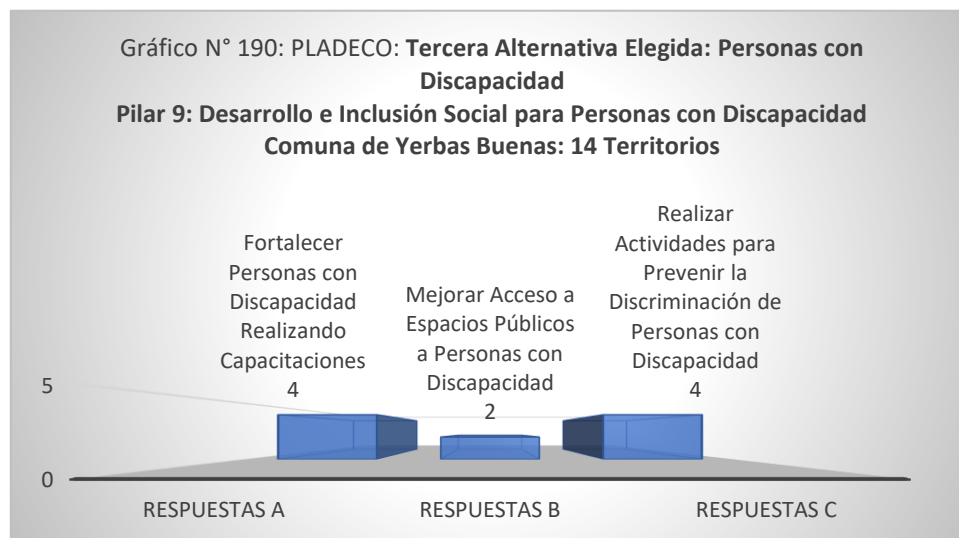 Gráfico N° 190: PLADECO: Tercera Alternativa Elegida: Personas con
Discapacidad
Pilar 9: Desarrollo e Inclusión Social para Personas con Discapacidad
Comuna de Yerbas Buenas: 14 Territorios
Fortalecer
Personas con
Discapacidad
Realizando
Capacitaciones
4
Mejorar Acceso a
Espacios Públicos
a Personas con
Discapacidad
2
Realizar
Actividades para
Prevenir la
Discriminación de
Personas con
Discapacidad
4
5
0
RESPUESTAS A
RESPUESTAS B
RESPUESTAS C